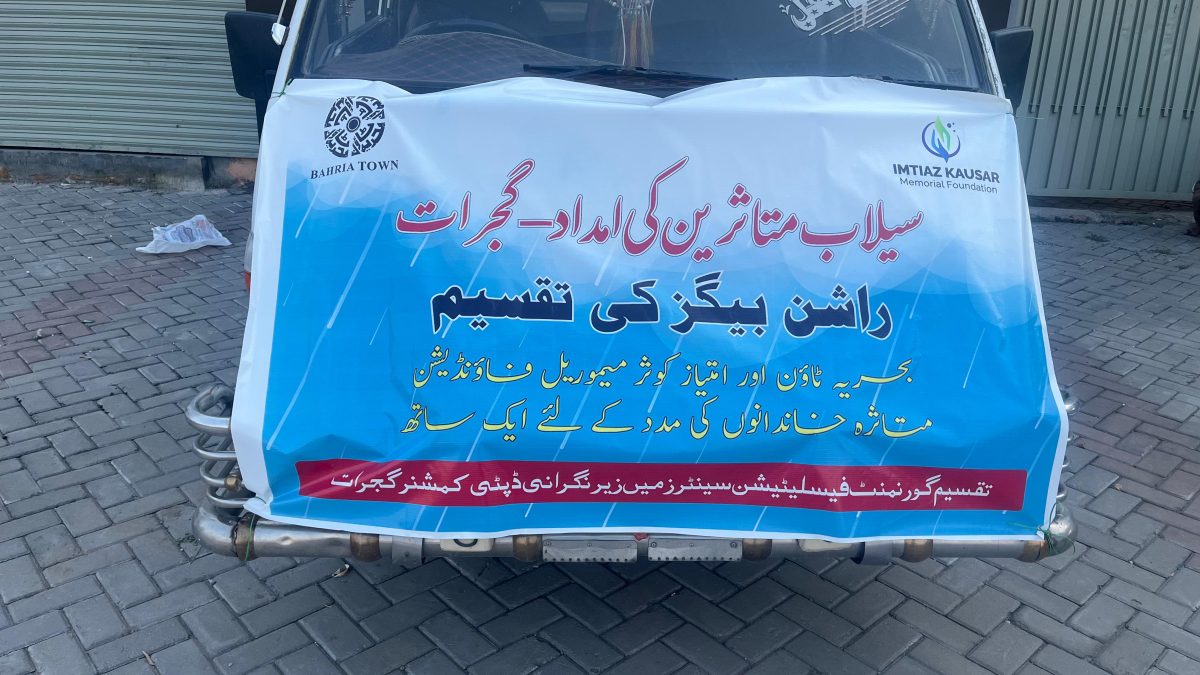 BAHRIA TOWN
IMTIAZ KAUSAR
Memorial Foundation
سیلاب متاثرین کی امداد – گجرات
راشن بیگز کی تقسیم
بحریہ ٹاؤن اور امتیاز کوثر میموریل فاؤنڈیشن
متاثرہ خاندانوں کی مدد کے لئے ایک ساتھ
تقسیم گورنمنٹ فیسلیٹیشن سینٹرز میں زیر نگرانی ڈپٹی کمشنر گجرات